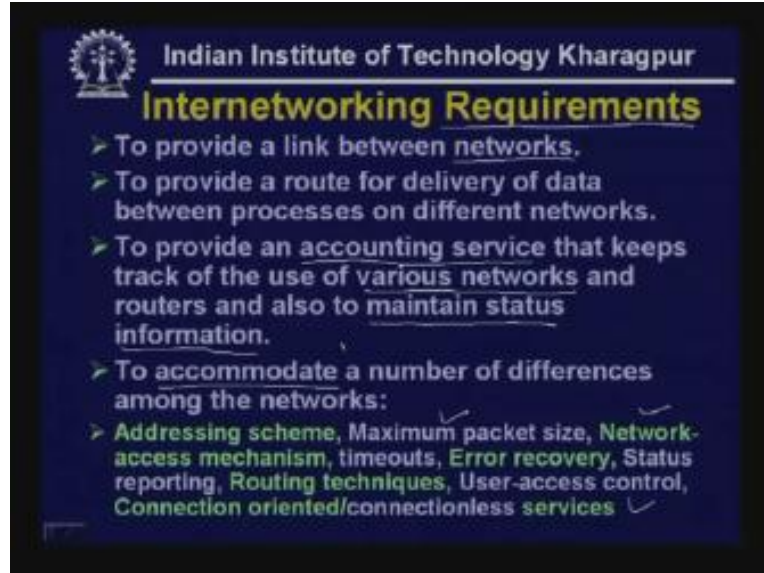 Indian Institute of Technology Kharagpur
Internetworking Requirements
➢ To provide a link between networks.
➢ To provide a route for delivery of data
between processes on different networks.
➢ To provide an accounting service that keeps
track of the use of various networks and
routers and also to maintain status
information.
➢ To accommodate a number of differences
among the networks:
➢ Addressing scheme, Maximum packet size, Network-
access mechanism, timeouts, Error recovery, Status
reporting, Routing techniques, User-access control,
Connection oriented/connectionless services